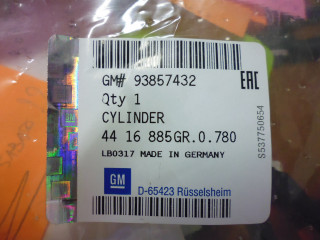 GM# 93857432
EAC
Qty 1
CYLINDER
44 16 885GR.0.780
LB0317 MADE IN GERMANY
GM
D-65423 Rüsselsheim
S537750654